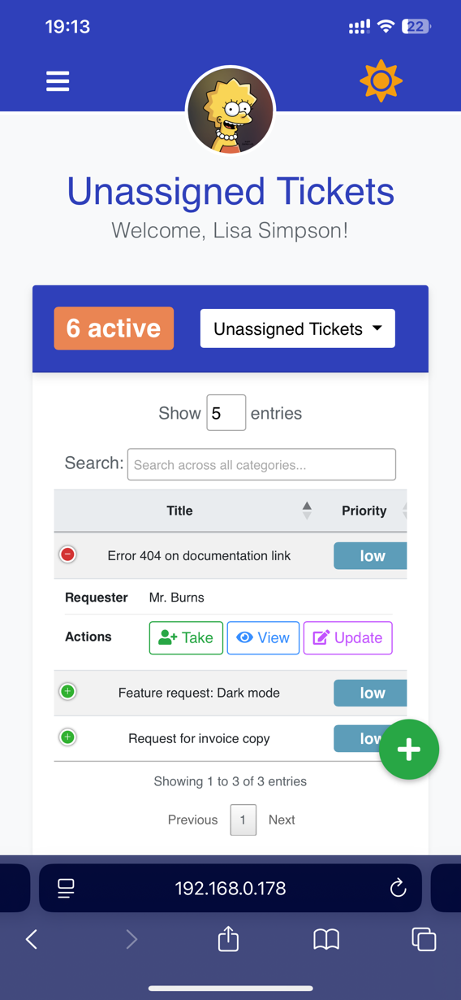 19:13
22
Unassigned Tickets
Welcome, Lisa Simpson!
6 active
Unassigned Tickets
Show 5 entries
Search: Search across all categories...
Title Priority
Error 404 on documentation link low
Requester Mr. Burns
Actions Take View Update
Feature request: Dark mode low
Request for invoice copy low
Showing 1 to 3 of 3 entries
Previous 1 Next
192.168.0.178